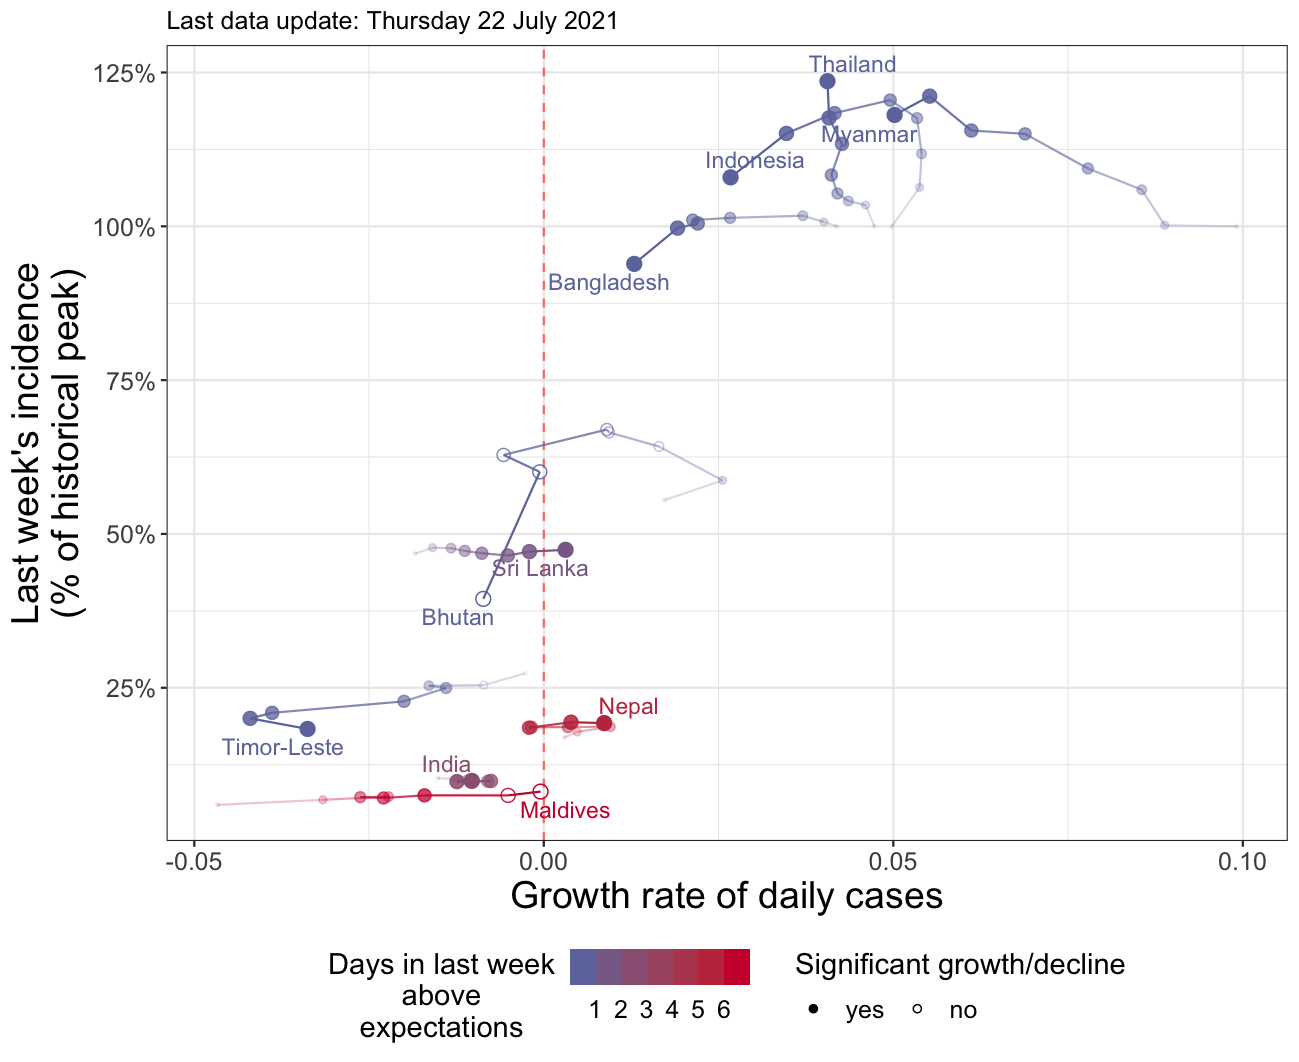 Last data update: Thursday 22 July 2021
125%
100%
75%
50%
25%
Last week's incidence
(% of historical peak)
Thailand
Myanmar
Indonesia
Bangladesh
Sri Lanka
Bhutan
Nepal
Timor-Leste
India
Maldives
-0.05 0.00 0.05 0.10
Growth rate of daily cases
Days in last week
above
expectations
1 2 3 4 5 6
Significant growth/decline
yes no